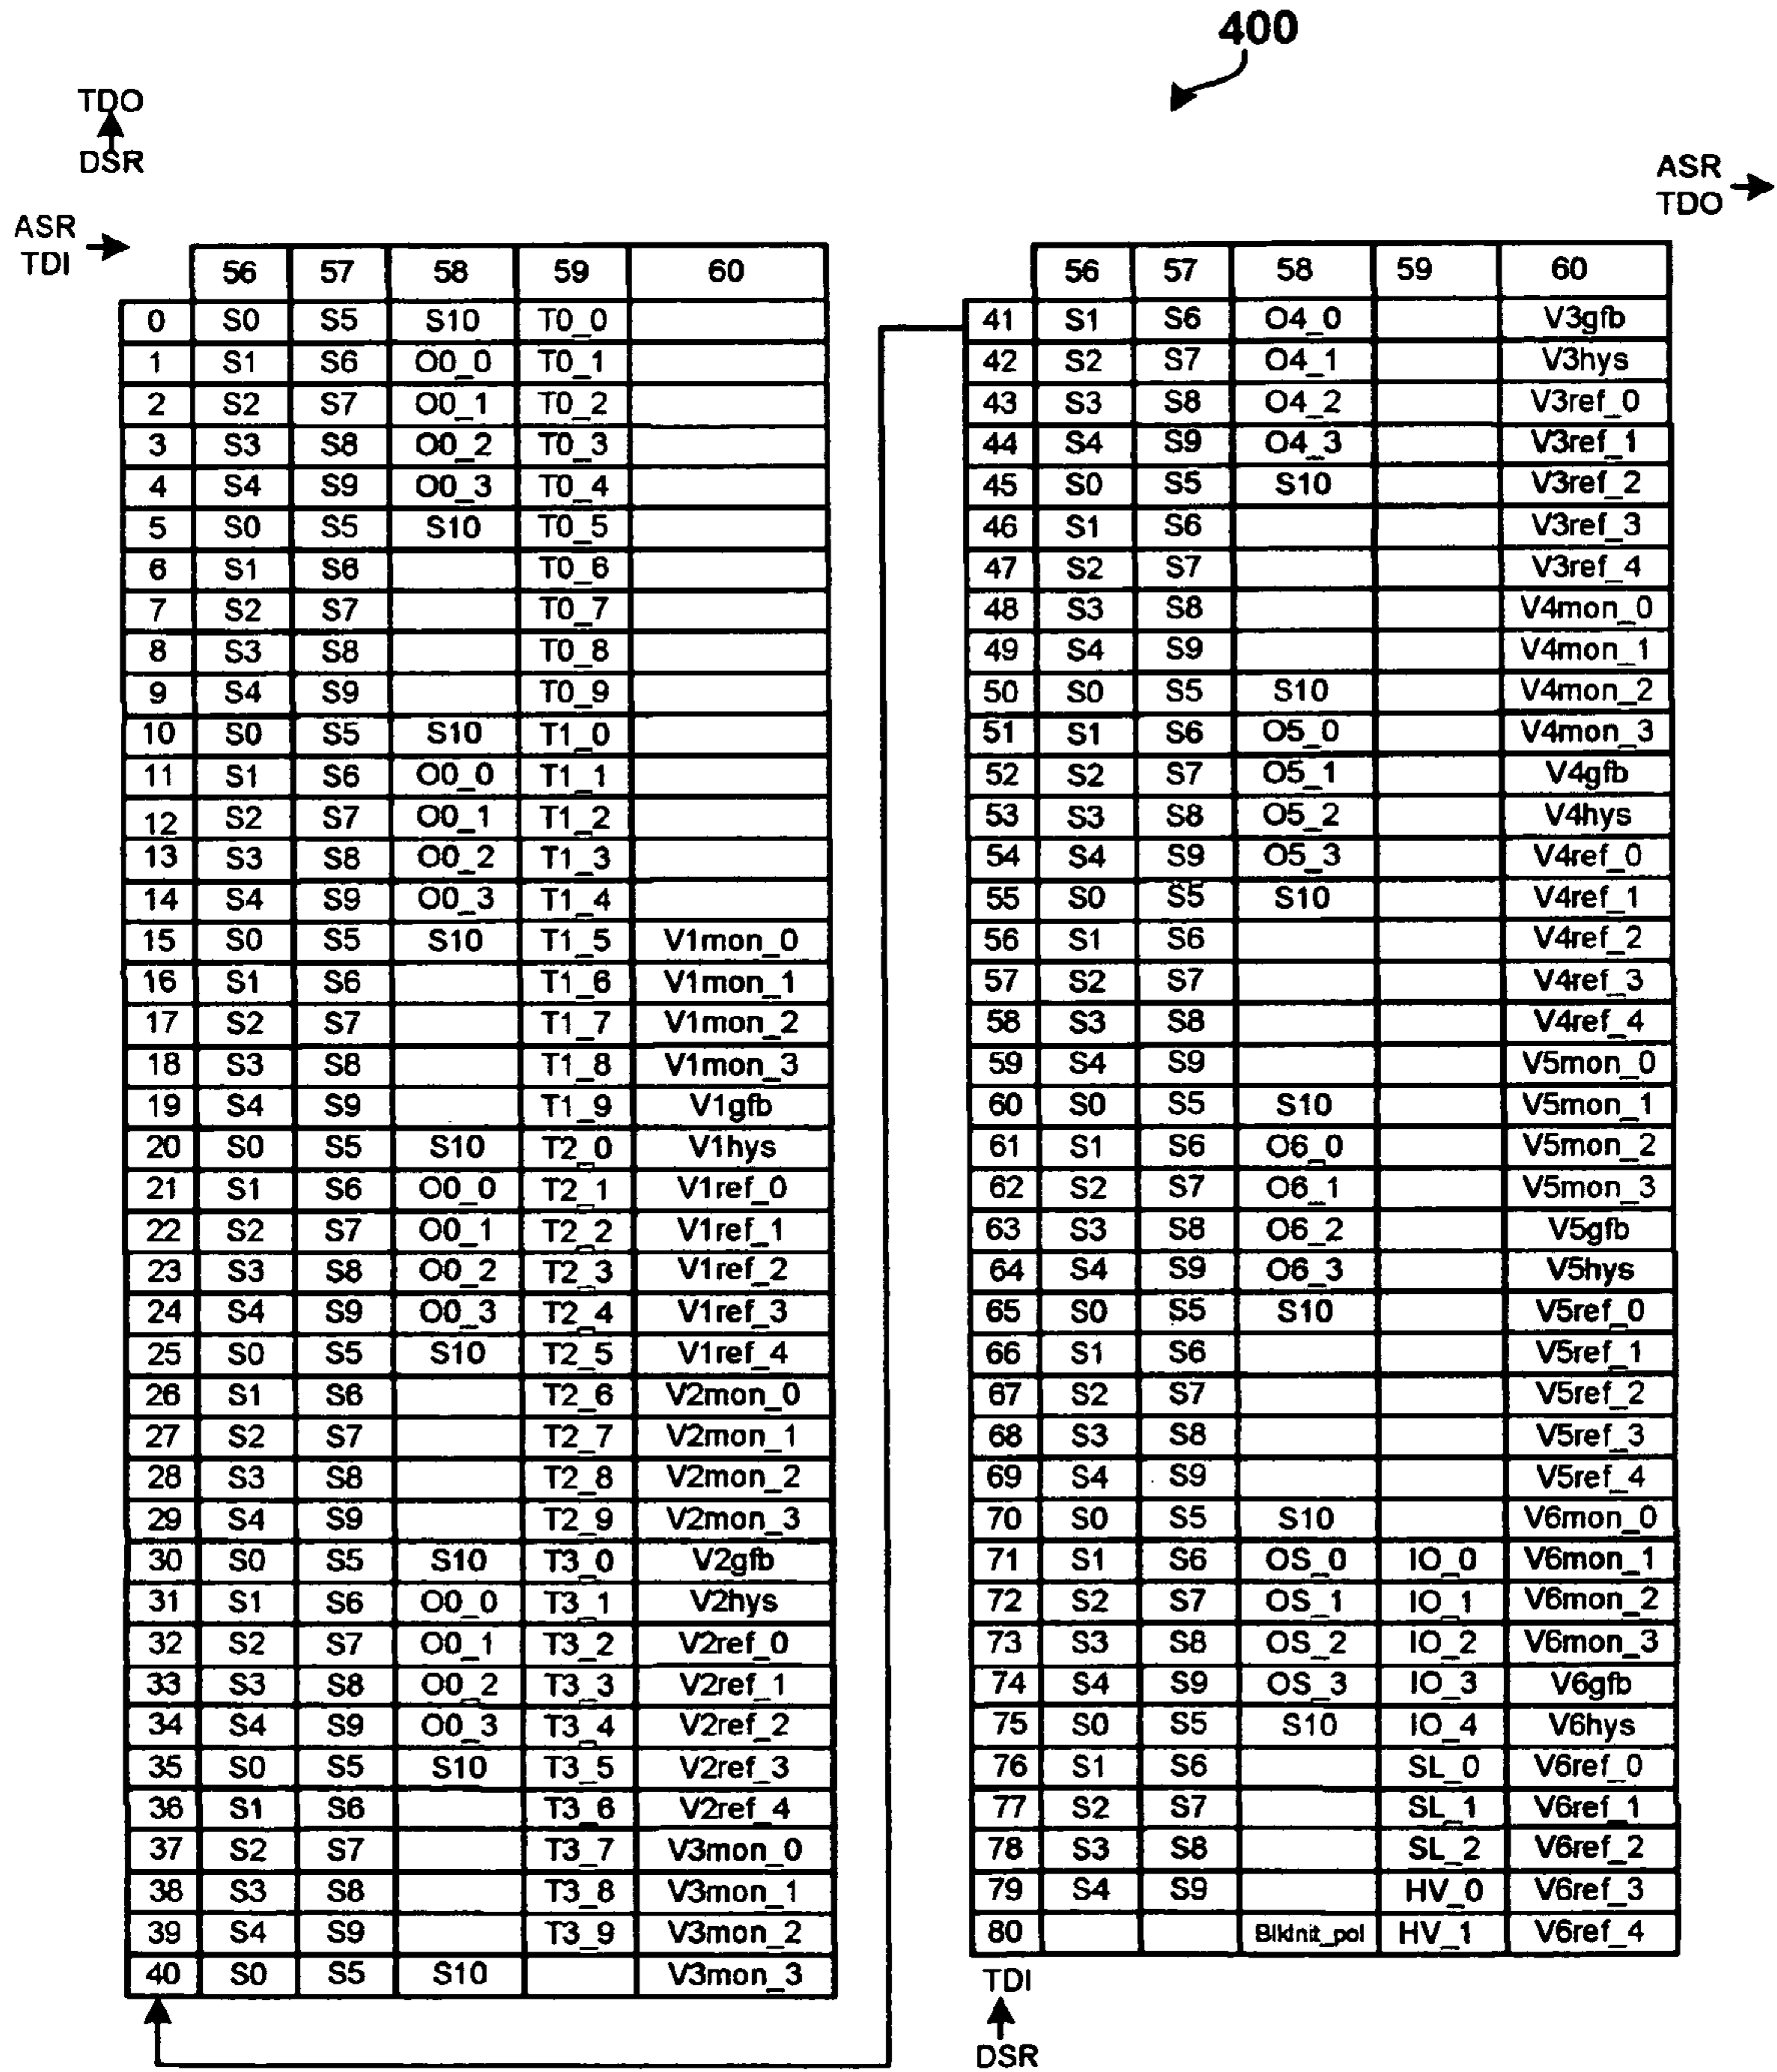 400
TDO
DSR
ASR
TDI
ASR
TDO
56 57 58 59 60
0 S0 S5 S10 T0_0
1 S1 S6 O0_0 T0_1
2 S2 S7 O0_1 T0_2
3 S3 S8 O0_2 T0_3
4 S4 S9 O0_3 T0_4
5 S0 S5 S10 T0_5
6 S1 S6 T0_6
7 S2 S7 T0_7
8 S3 S8 T0_8
9 S4 S9 T0_9
10 S0 S5 S10 T1_0
11 S1 S6 O0_0 T1_1
12 S2 S7 O0_1 T1_2
13 S3 S8 O0_2 T1_3
14 S4 S9 O0_3 T1_4
15 S0 S5 S10 T1_5 V1mon_0
16 S1 S6 T1_6 V1mon_1
17 S2 S7 T1_7 V1mon_2
18 S3 S8 T1_8 V1mon_3
19 S4 S9 T1_9 V1gfb
20 S0 S5 S10 T2_0 V1hys
21 S1 S6 O0_0 T2_1 V1ref_0
22 S2 S7 O0_1 T2_2 V1ref_1
23 S3 S8 O0_2 T2_3 V1ref_2
24 S4 S9 O0_3 T2_4 V1ref_3
25 S0 S5 S10 T2_5 V1ref_4
26 S1 S6 T2_6 V2mon_0
27 S2 S7 T2_7 V2mon_1
28 S3 S8 T2_8 V2mon_2
29 S4 S9 T2_9 V2mon_3
30 S0 S5 S10 T3_0 V2gfb
31 S1 S6 O0_0 T3_1 V2hys
32 S2 S7 O0_1 T3_2 V2ref_0
33 S3 S8 O0_2 T3_3 V2ref_1
34 S4 S9 O0_3 T3_4 V2ref_2
35 S0 S5 S10 T3_5 V2ref_3
36 S1 S6 T3_6 V2ref_4
37 S2 S7 T3_7 V3mon_0
38 S3 S8 T3_8 V3mon_1
39 S4 S9 T3_9 V3mon_2
40 S0 S5 S10 V3mon_3
56 57 58 59 60
41 S1 S6 O4_0 V3gfb
42 S2 S7 O4_1 V3hys
43 S3 S8 O4_2 V3ref_0
44 S4 S9 O4_3 V3ref_1
45 S0 S5 S10 V3ref_2
46 S1 S6 V3ref_3
47 S2 S7 V3ref_4
48 S3 S8 V4mon_0
49 S4 S9 V4mon_1
50 S0 S5 S10 V4mon_2
51 S1 S6 O5_0 V4mon_3
52 S2 S7 O5_1 V4gfb
53 S3 S8 O5_2 V4hys
54 S4 S9 O5_3 V4ref_0
55 S0 S5 S10 V4ref_1
56 S1 S6 V4ref_2
57 S2 S7 V4ref_3
58 S3 S8 V4ref_4
59 S4 S9 V5mon_0
60 S0 S5 S10 V5mon_1
61 S1 S6 O6_0 V5mon_2
62 S2 S7 O6_1 V5mon_3
63 S3 S8 O6_2 V5gfb
64 S4 S9 O6_3 V5hys
65 S0 S5 S10 V5ref_0
66 S1 S6 V5ref_1
67 S2 S7 V5ref_2
68 S3 S8 V5ref_3
69 S4 S9 V5ref_4
70 S0 S5 S10 V6mon_0
71 S1 S6 OS_0 IO_0 V6mon_1
72 S2 S7 OS_1 IO_1 V6mon_2
73 S3 S8 OS_2 IO_2 V6mon_3
74 S4 S9 OS_3 IO_3 V6gfb
75 S0 S5 S10 IO_4 V6hys
76 S1 S6 SL_0 V6ref_0
77 S2 S7 SL_1 V6ref_1
78 S3 S8 SL_2 V6ref_2
79 S4 S9 HV_0 V6ref_3
80 BlkInit_pol HV_1 V6ref_4
TDI
DSR